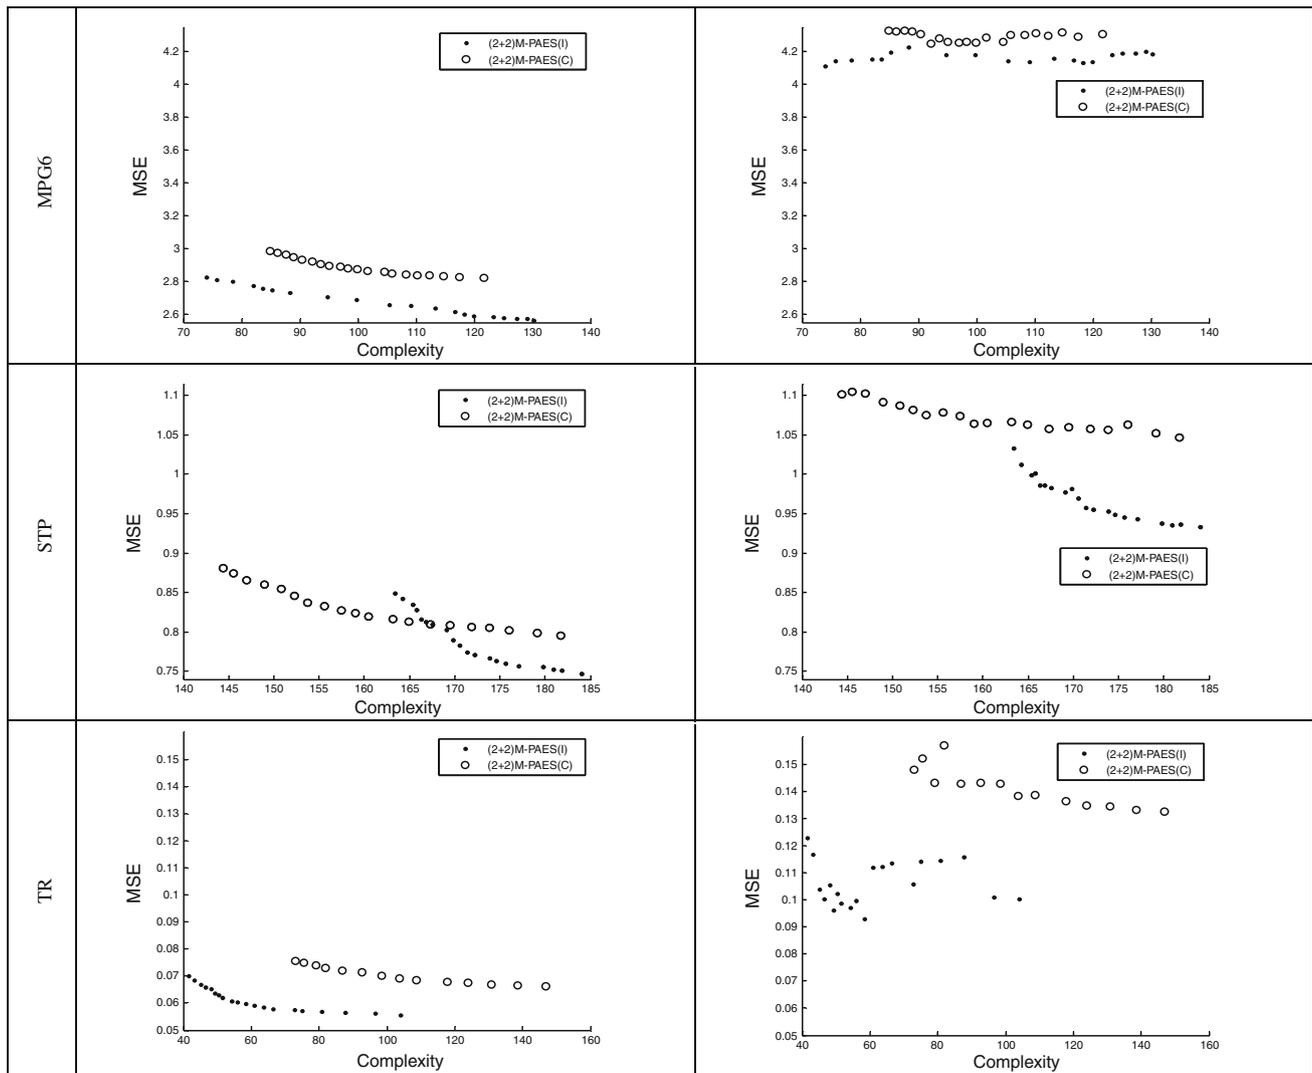 MPG6
(2+2)M-PAES(I)
(2+2)M-PAES(C)
MSE
4.2
4
3.8
3.6
3.4
3.2
3
2.8
2.6
70 80 90 100 110 120 130 140
Complexity
(2+2)M-PAES(I)
(2+2)M-PAES(C)
MSE
4.2
4
3.8
3.6
3.4
3.2
3
2.8
2.6
70 80 90 100 110 120 130 140
Complexity
STP
(2+2)M-PAES(I)
(2+2)M-PAES(C)
MSE
1.1
1.05
1
0.95
0.9
0.85
0.8
0.75
140 145 150 155 160 165 170 175 180 185
Complexity
(2+2)M-PAES(I)
(2+2)M-PAES(C)
MSE
1.1
1.05
1
0.95
0.9
0.85
0.8
0.75
140 145 150 155 160 165 170 175 180 185
Complexity
TR
(2+2)M-PAES(I)
(2+2)M-PAES(C)
MSE
0.15
0.14
0.13
0.12
0.11
0.1
0.09
0.08
0.07
0.06
0.05
40 60 80 100 120 140 160
Complexity
(2+2)M-PAES(I)
(2+2)M-PAES(C)
MSE
0.15
0.14
0.13
0.12
0.11
0.1
0.09
0.08
0.07
0.06
0.05
40 60 80 100 120 140 160
Complexity